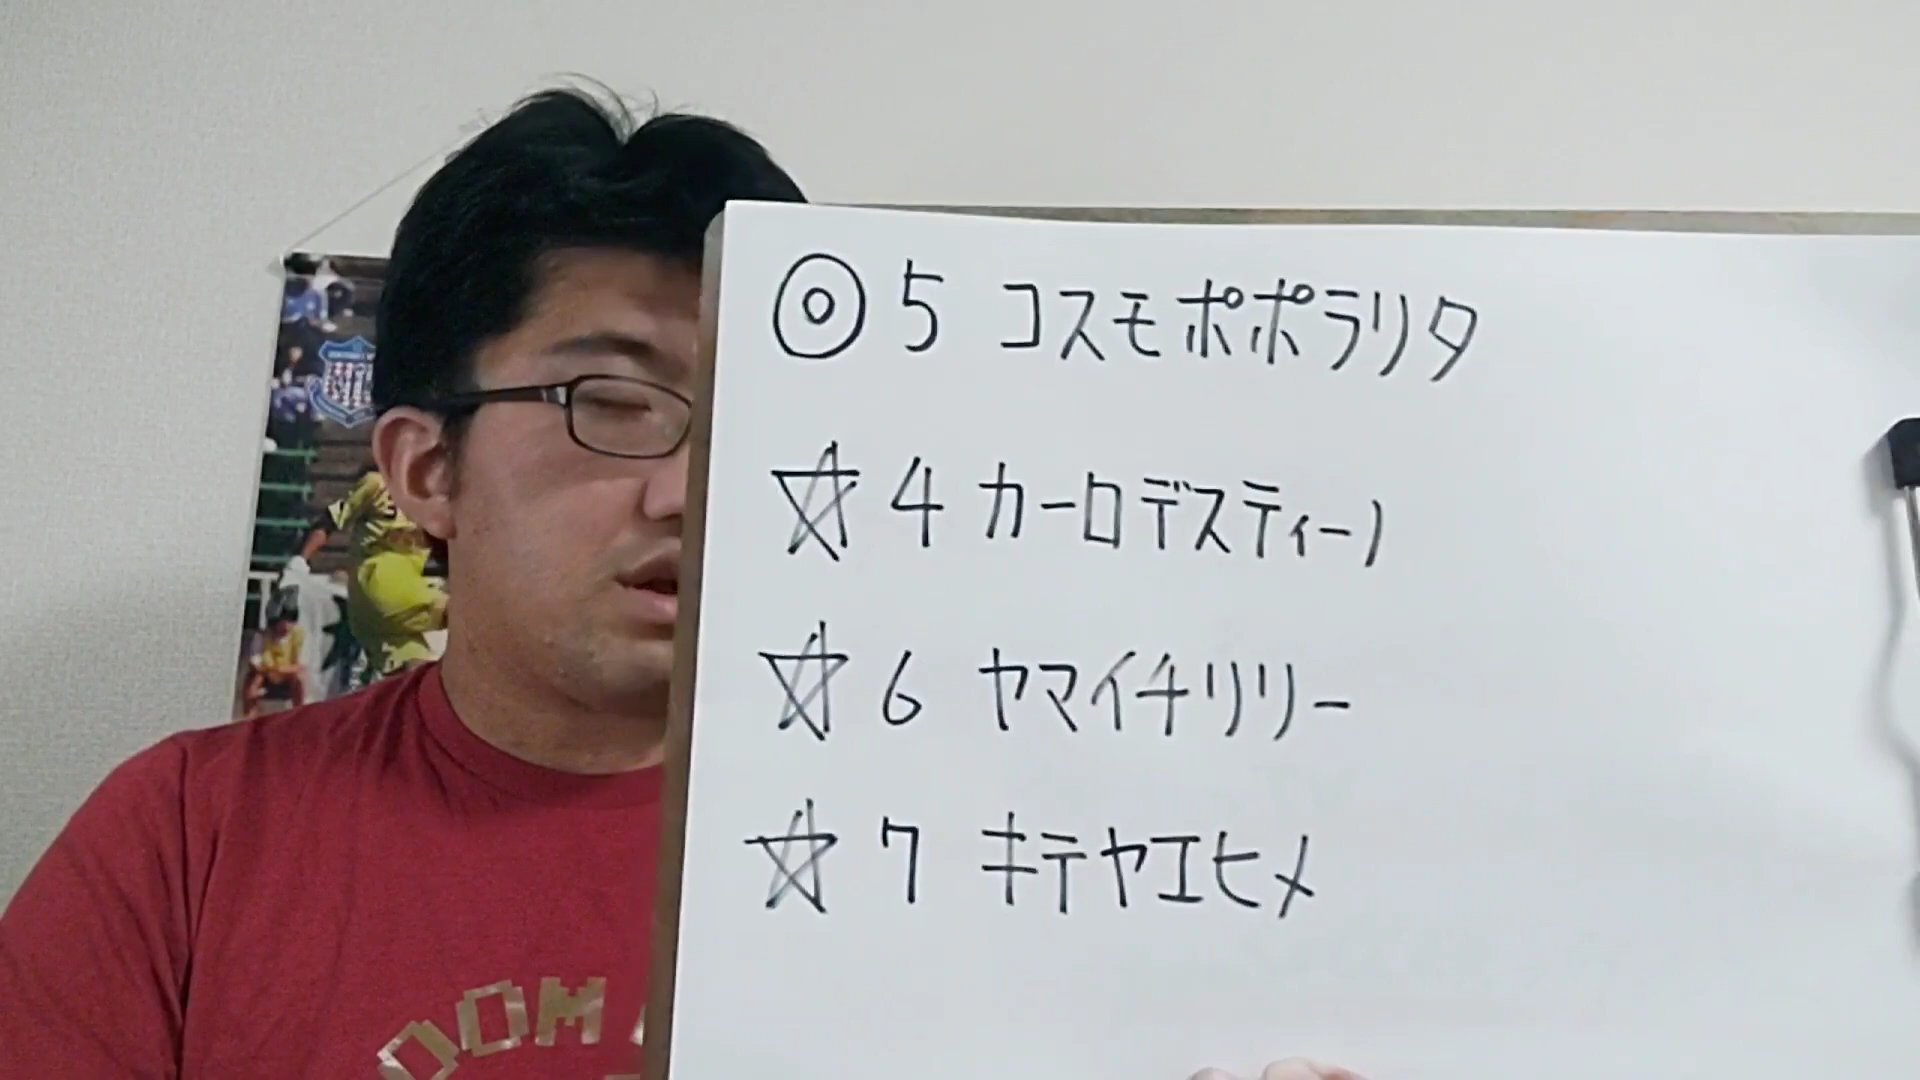 ◎ 5 コスモポポラリタ
☆ 4 カーロデスティーノ
☆ 6 ヤマイチリリー
☆ 7 キテヤエヒメ